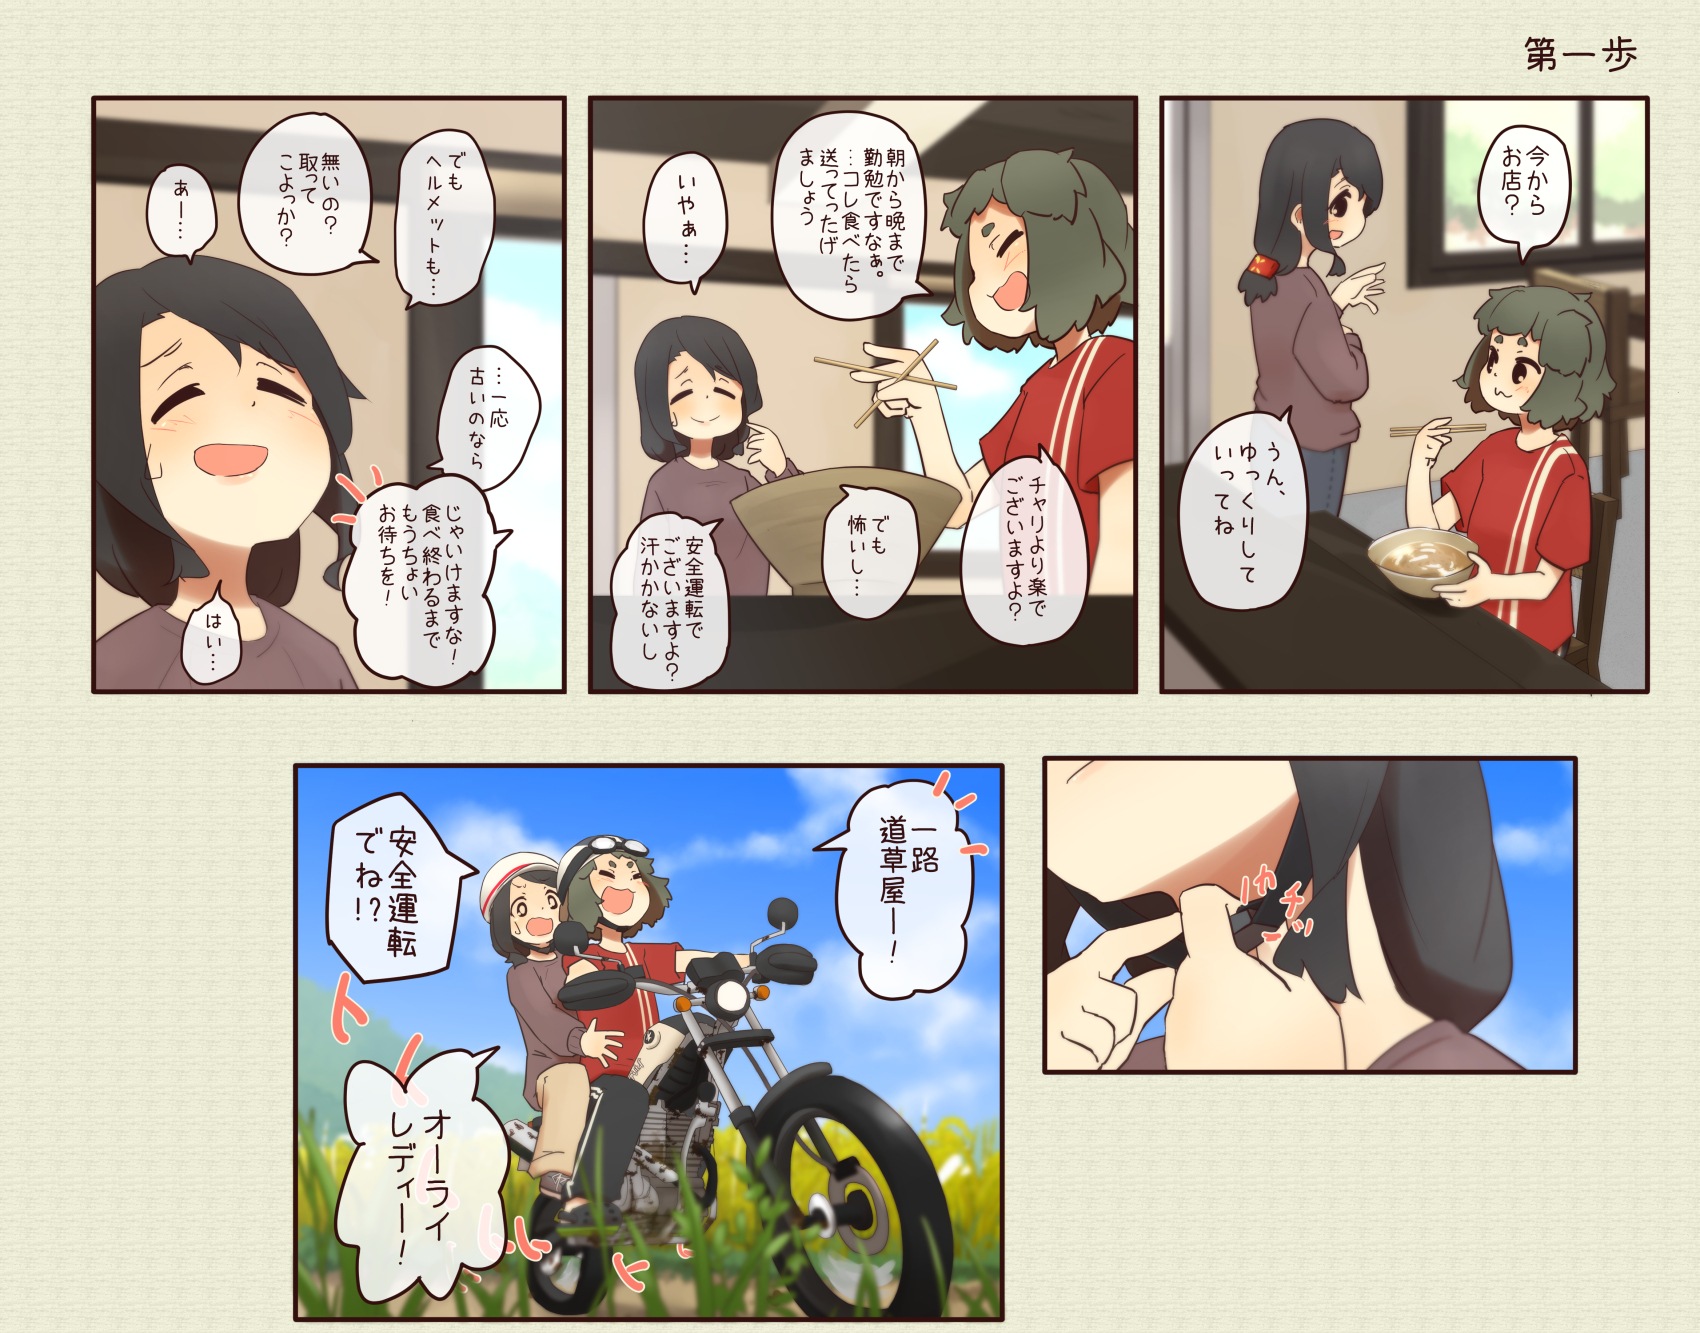 第一歩
今から
お店？
うん、
ゆっくりして
いってね
朝から晩まで
勤勉ですなぁ。
…コレ食べたら
送ってったげ
ましょう
いやぁ…
チャリより楽で
ございますよ？
でも
怖いし…
安全運転で
ございますよ？
汗かかないし
でも
ヘルメットも…
無いの？
取って
こよっか？
あー…
…一応
古いのなら
じゃいけますな！
食べ終わるまで
もうちょい
お待ちを！
はい…
カチッ
一路
道草屋ー！
安全運転
でね！？
オーライ
レディー！
トトトトトト